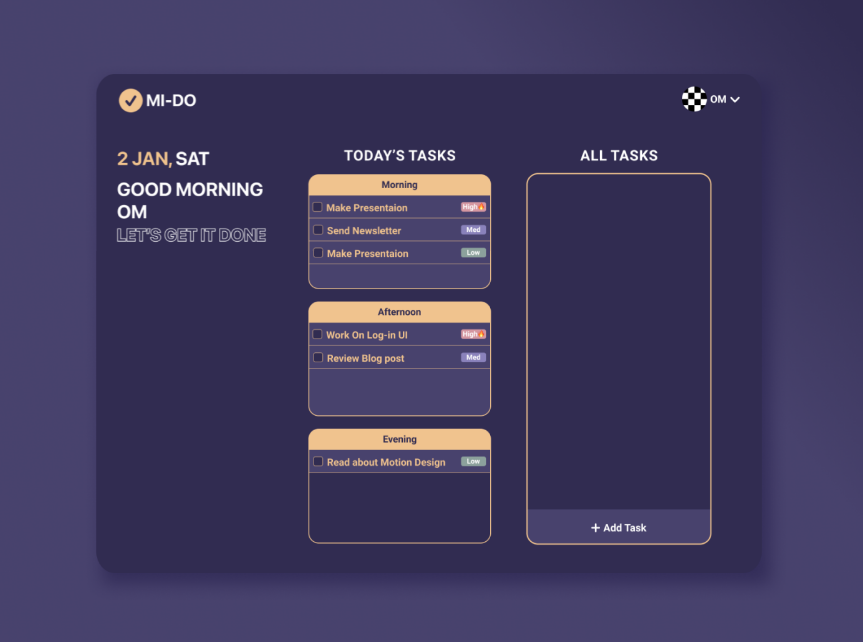 MI-DO
OM
2 JAN, SAT
GOOD MORNING
OM
LET'S GET IT DONE
TODAY'S TASKS
Morning
Make Presentaion High🔥
Send Newsletter Med
Make Presentaion Low
Afternoon
Work On Log-in UI High🔥
Review Blog post Med
Evening
Read about Motion Design Low
ALL TASKS
+ Add Task